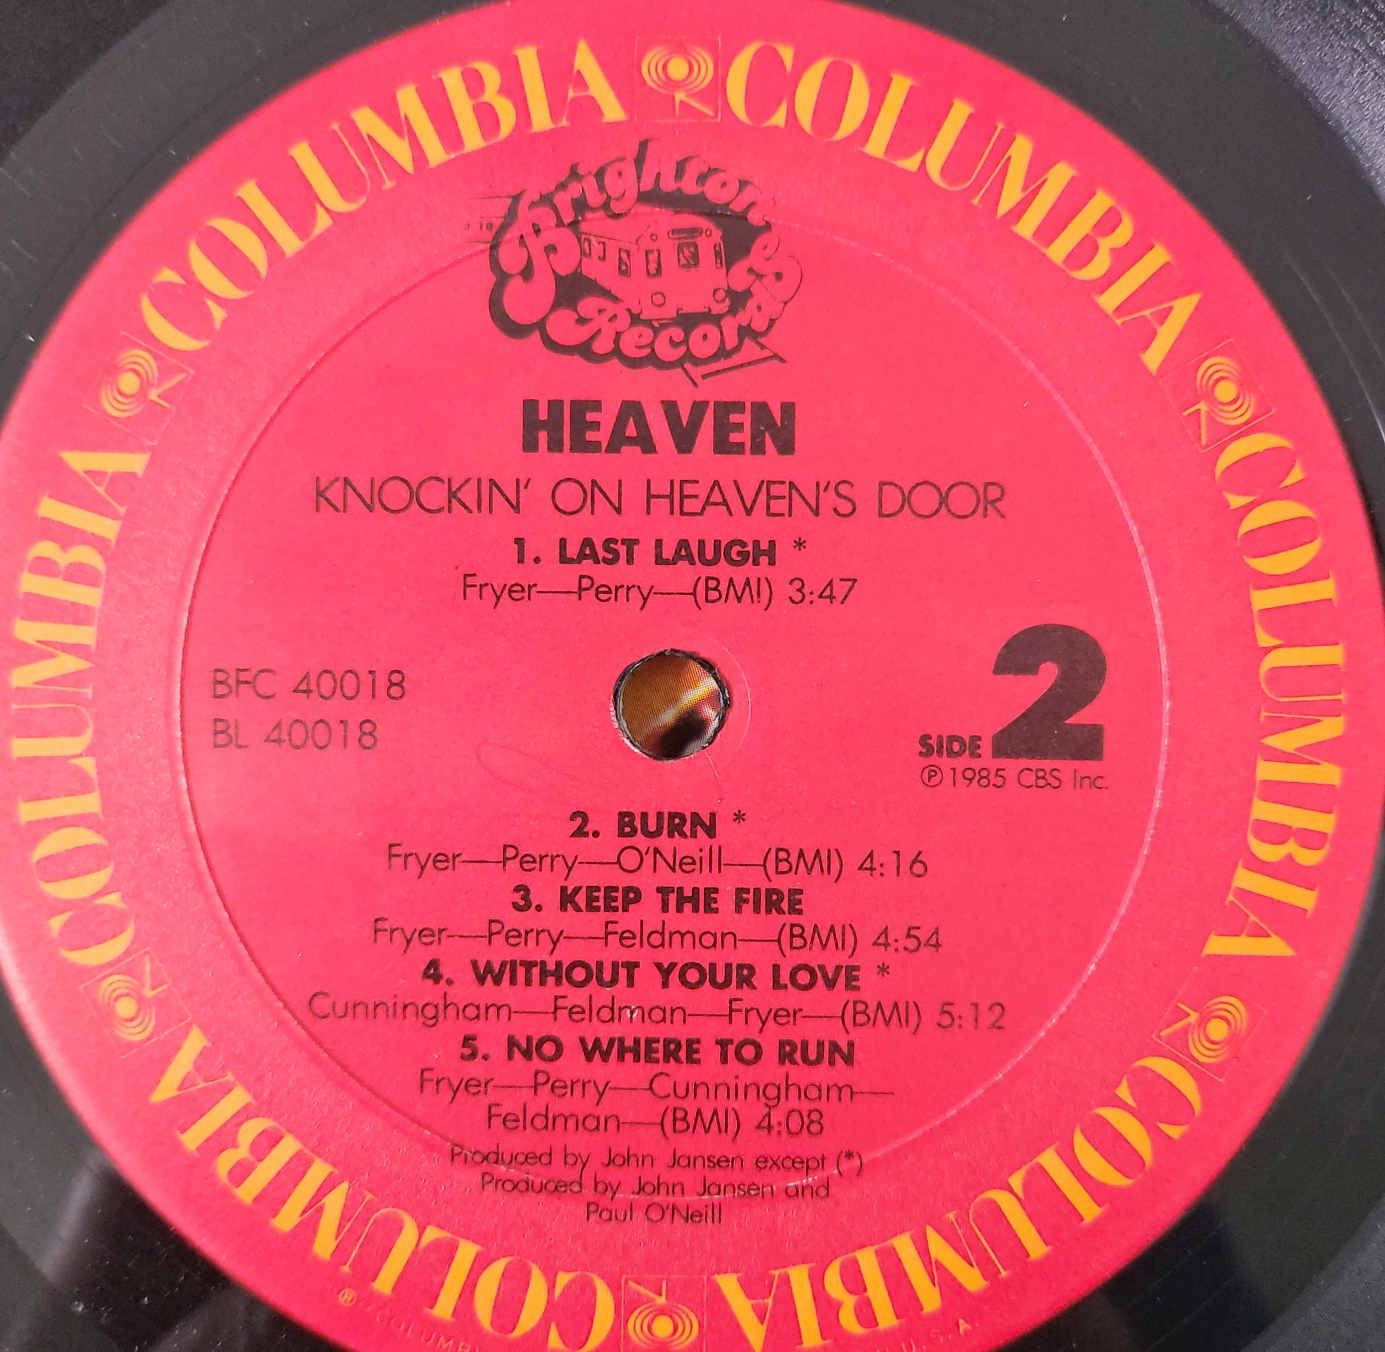 COLUMBIA COLUMBIA COLUMBIA COLUMBIA COLUMBIA COLUMBIA
Brighton
Records
HEAVEN
KNOCKIN' ON HEAVEN'S DOOR
1. LAST LAUGH *
Fryer—Perry—(BMI) 3:47
BFC 40018
BL 40018
SIDE 2
℗1985 CBS Inc.
2. BURN *
Fryer—Perry—O'Neill—(BMI) 4:16
3. KEEP THE FIRE
Fryer—Perry—Feldman—(BMI) 4:54
4. WITHOUT YOUR LOVE *
Cunningham—Feldman—Fryer—(BMI) 5:12
5. NO WHERE TO RUN
Fryer—Perry—Cunningham—
Feldman—(BMI) 4:08
Produced by John Jansen except (*)
Produced by John Jansen and
Paul O'Neill